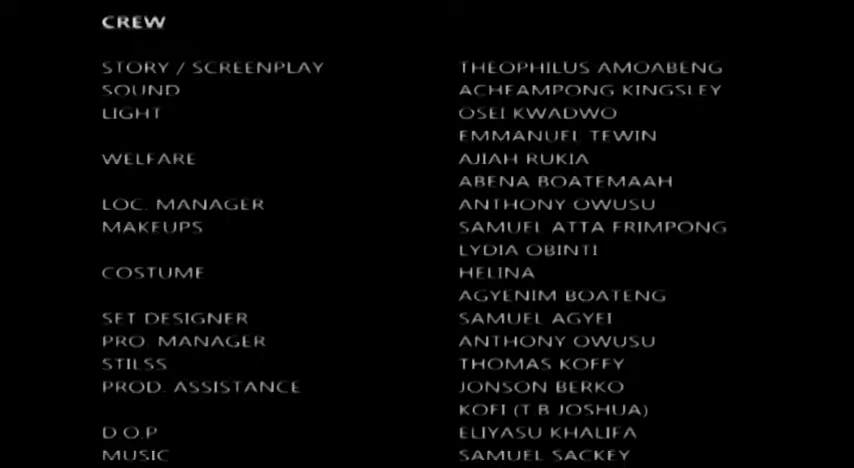 CREW
STORY / SCREENPLAY THEOPHILUS AMOABENG
SOUND ACHEAMPONG KINGSLEY
LIGHT OSEI KWADWO
EMMANUEL TEWIN
WELFARE AJIAH RUKIA
ABENA BOATEMAAH
LOC. MANAGER ANTHONY OWUSU
MAKEUPS SAMUEL ATTA FRIMPONG
LYDIA OBINTI
COSTUME HELINA
AGYENIM BOATENG
SET DESIGNER SAMUEL AGYEI
PRO. MANAGER ANTHONY OWUSU
STILSS THOMAS KOFFY
PROD. ASSISTANCE JONSON BERKO
KOFI (T B JOSHUA)
D.O.P ELIYASU KHALIFA
MUSIC SAMUEL SACKEY